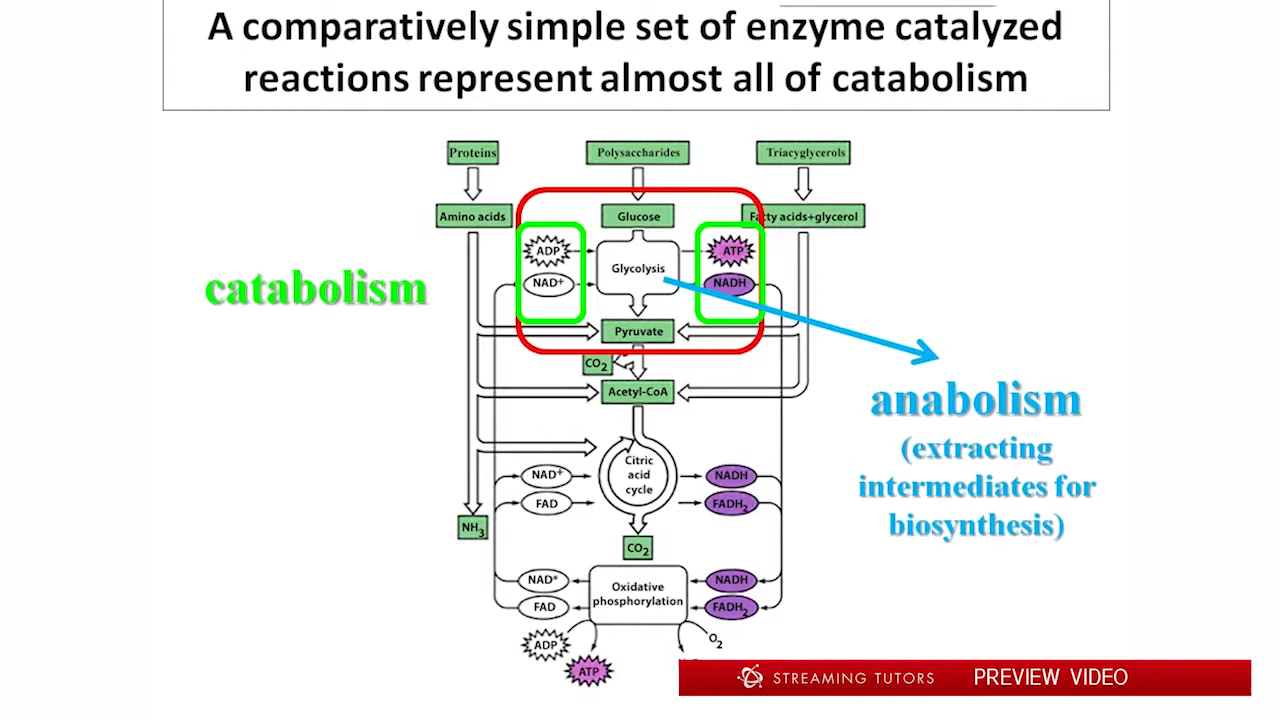 A comparatively simple set of enzyme catalyzed
reactions represent almost all of catabolism
Proteins
Polysaccharides
Triacyglycerols
Amino acids
Glucose
Fatty acids+glycerol
ADP
Glycolysis
ATP
NAD+
NADH
catabolism
Pyruvate
CO2
Acetyl-CoA
anabolism
(extracting
intermediates for
biosynthesis)
Citric
acid
cycle
NAD+
NADH
FAD
FADH2
NH3
CO2
NAD+
Oxidative
phosphorylation
NADH
FAD
FADH2
ADP
O2
ATP
STREAMING TUTORS PREVIEW VIDEO